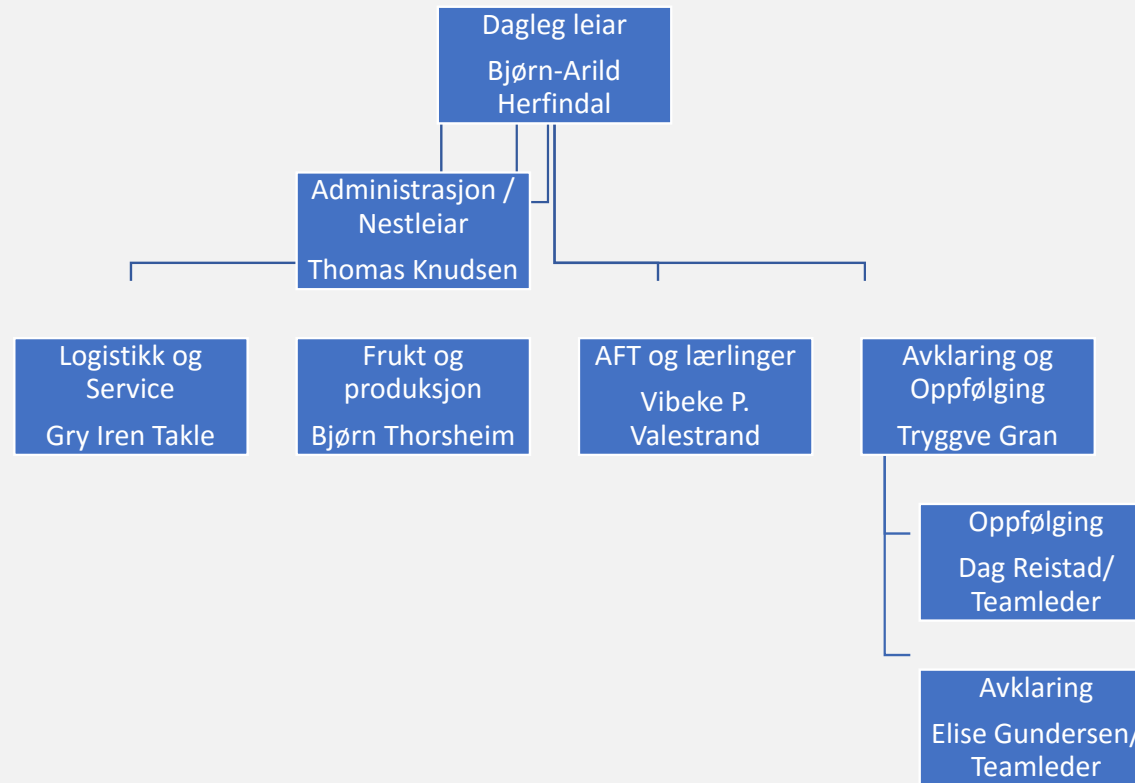 Dagleg leiar
Bjørn-Arild
Herfindal
Administrasjon /
Nestleiar
Thomas Knudsen
Logistikk og
Service
Gry Iren Takle
Frukt og
produksjon
Bjørn Thorsheim
AFT og lærlinger
Vibeke P.
Valestrand
Avklaring og
Oppfølging
Tryggve Gran
Oppfølging
Dag Reistad/
Teamleder
Avklaring
Elise Gundersen/
Teamleder